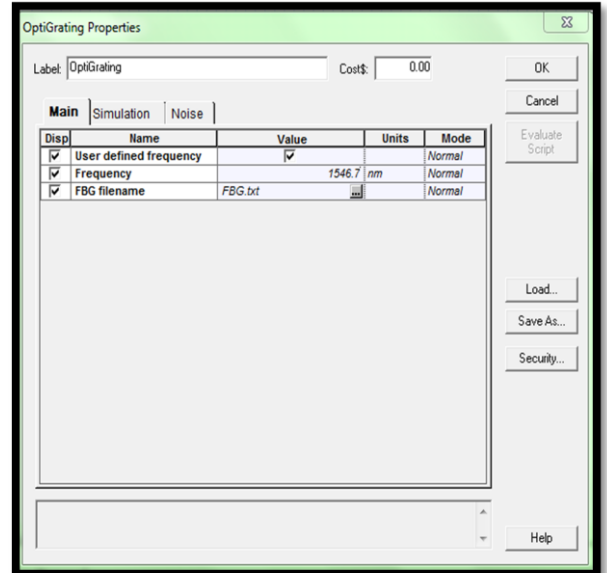 OptiGrating Properties
Label: OptiGrating Cost$: 0.00 OK
Cancel
Main Simulation Noise
Evaluate
Script
Disp Name Value Units Mode
User defined frequency Normal
Frequency 1546.7 nm Normal
FBG filename FBG.txt ... Normal
Load...
Save As...
Security...
Help